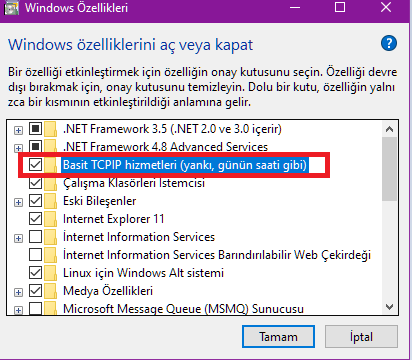 Windows Özellikleri
Windows özelliklerini aç veya kapat
Bir özelliği etkinleştirmek için özelliğin onay kutusunu seçin. Özelliği devre
dışı bırakmak için, onay kutusunu temizleyin. Dolu bir kutu, özelliğin yalnı
zca bir kısmının etkinleştirildiği anlamına gelir.
.NET Framework 3.5 (.NET 2.0 ve 3.0 içerir)
.NET Framework 4.8 Advanced Services
Basit TCPIP hizmetleri (yankı, günün saati gibi)
Çalışma Klasörleri İstemcisi
Eski Bileşenler
Internet Explorer 11
Internet Information Services
Internet Information Services Barındırılabilir Web Çekirdeği
Linux için Windows Alt sistemi
Medya Özellikleri
Microsoft Message Queue (MSMQ) Sunucusu
Tamam
İptal